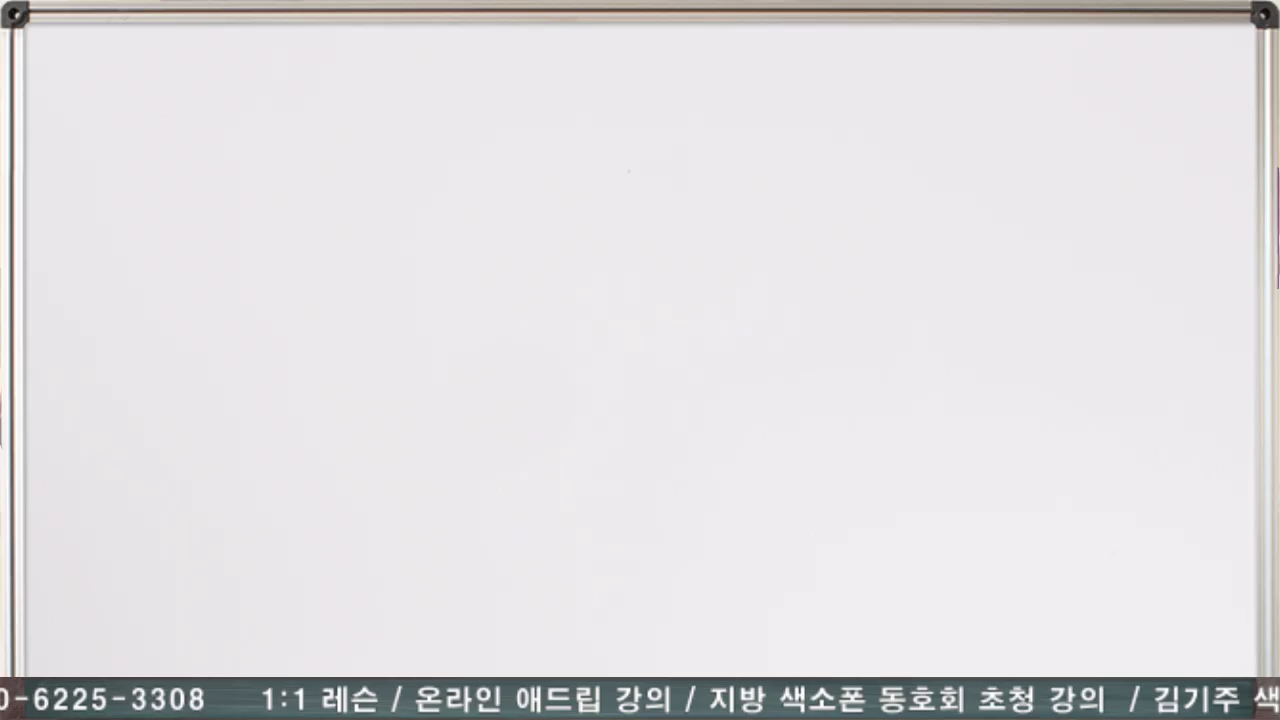 0-6225-3308 1:1 레슨 / 온라인 애드립 강의 / 지방 색소폰 동호회 초청 강의 / 김기주 색